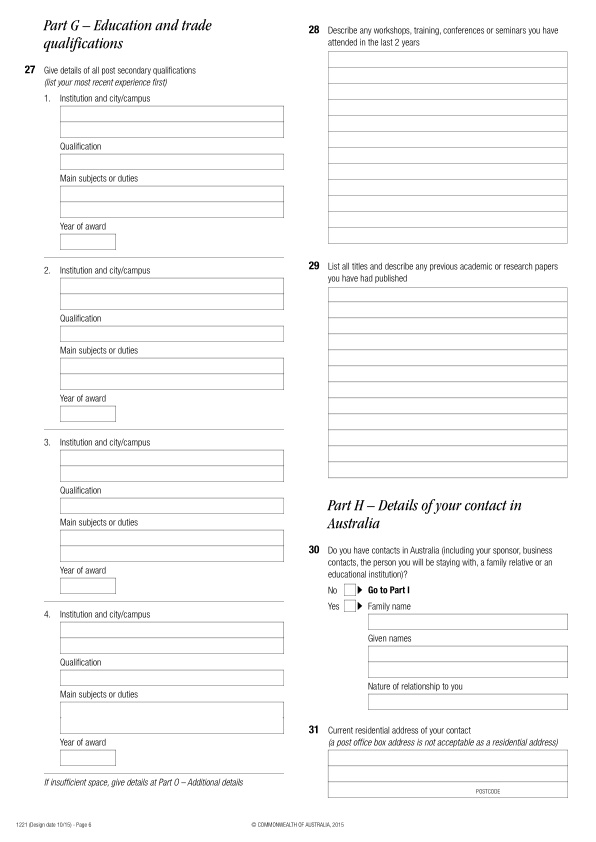 Part G – Education and trade
qualifications
27 Give details of all post secondary qualifications
(list your most recent experience first)
1. Institution and city/campus
Qualification
Main subjects or duties
Year of award
2. Institution and city/campus
Qualification
Main subjects or duties
Year of award
3. Institution and city/campus
Qualification
Main subjects or duties
Year of award
4. Institution and city/campus
Qualification
Main subjects or duties
Year of award
If insufficient space, give details at Part O – Additional details
28 Describe any workshops, training, conferences or seminars you have
attended in the last 2 years
29 List all titles and describe any previous academic or research papers
you have had published
Part H – Details of your contact in
Australia
30 Do you have contacts in Australia (including your sponsor, business
contacts, the person you will be staying with, a family relative or an
educational institution)?
No Go to Part I
Yes Family name
Given names
Nature of relationship to you
31 Current residential address of your contact
(a post office box address is not acceptable as a residential address)
POSTCODE
1221 (Design date 10/15) - Page 6
© COMMONWEALTH OF AUSTRALIA, 2015